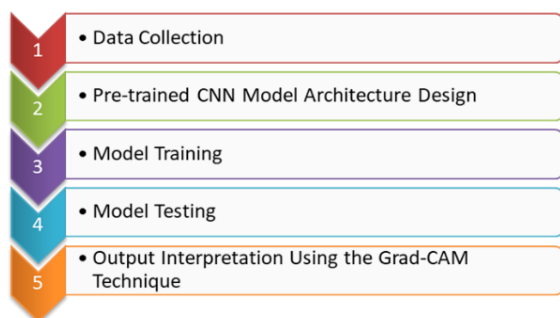 1
• Data Collection
2
• Pre-trained CNN Model Architecture Design
3
• Model Training
4
• Model Testing
5
• Output Interpretation Using the Grad-CAM
Technique